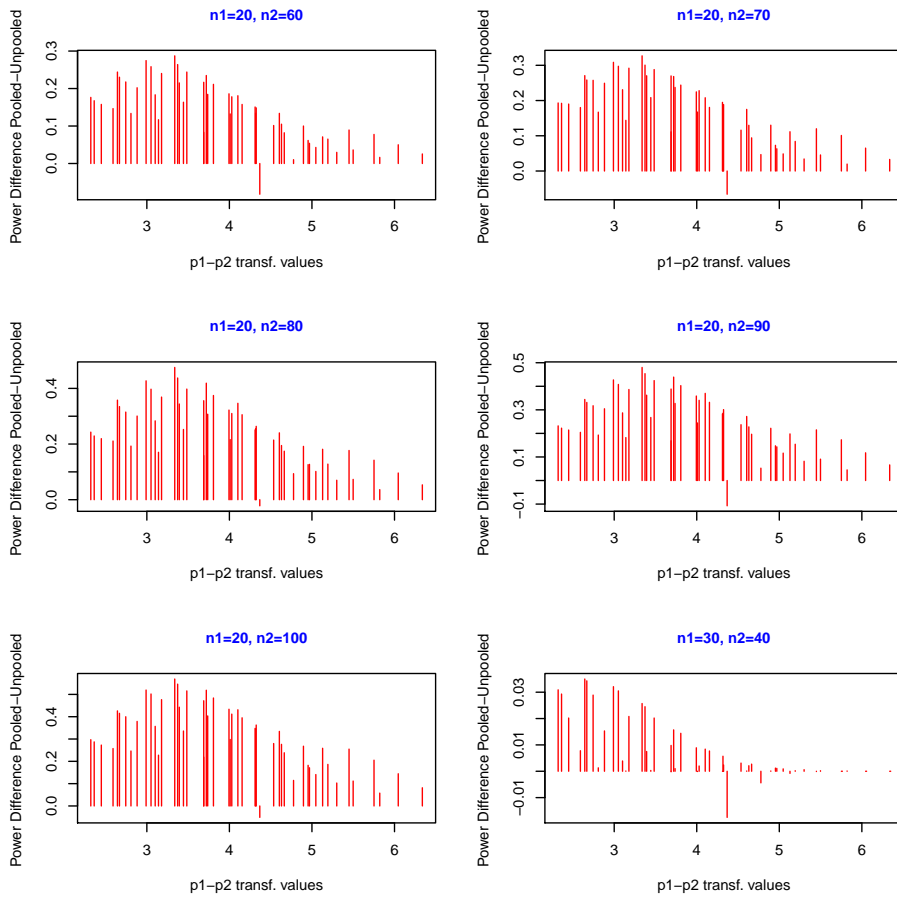 n1=20, n2=60
Power Difference Pooled−Unpooled
0.0 0.1 0.2 0.3
3 4 5 6
p1−p2 transf. values
n1=20, n2=70
Power Difference Pooled−Unpooled
0.0 0.1 0.2 0.3
3 4 5 6
p1−p2 transf. values
n1=20, n2=80
Power Difference Pooled−Unpooled
0.0 0.2 0.4
3 4 5 6
p1−p2 transf. values
n1=20, n2=90
Power Difference Pooled−Unpooled
−0.1 0.1 0.3 0.5
3 4 5 6
p1−p2 transf. values
n1=20, n2=100
Power Difference Pooled−Unpooled
0.0 0.2 0.4
3 4 5 6
p1−p2 transf. values
n1=30, n2=40
Power Difference Pooled−Unpooled
−0.01 0.01 0.03
3 4 5 6
p1−p2 transf. values